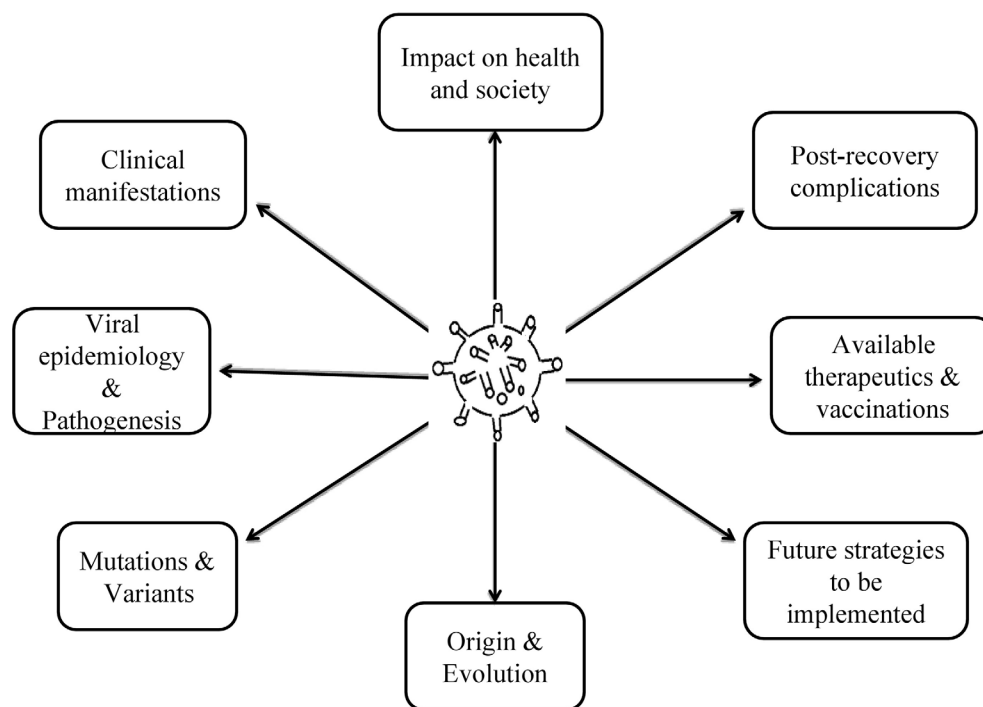 Impact on health
and society
Clinical
manifestations
Post-recovery
complications
Viral
epidemiology
&
Pathogenesis
Available
therapeutics &
vaccinations
Mutations &
Variants
Future strategies
to be
implemented
Origin &
Evolution